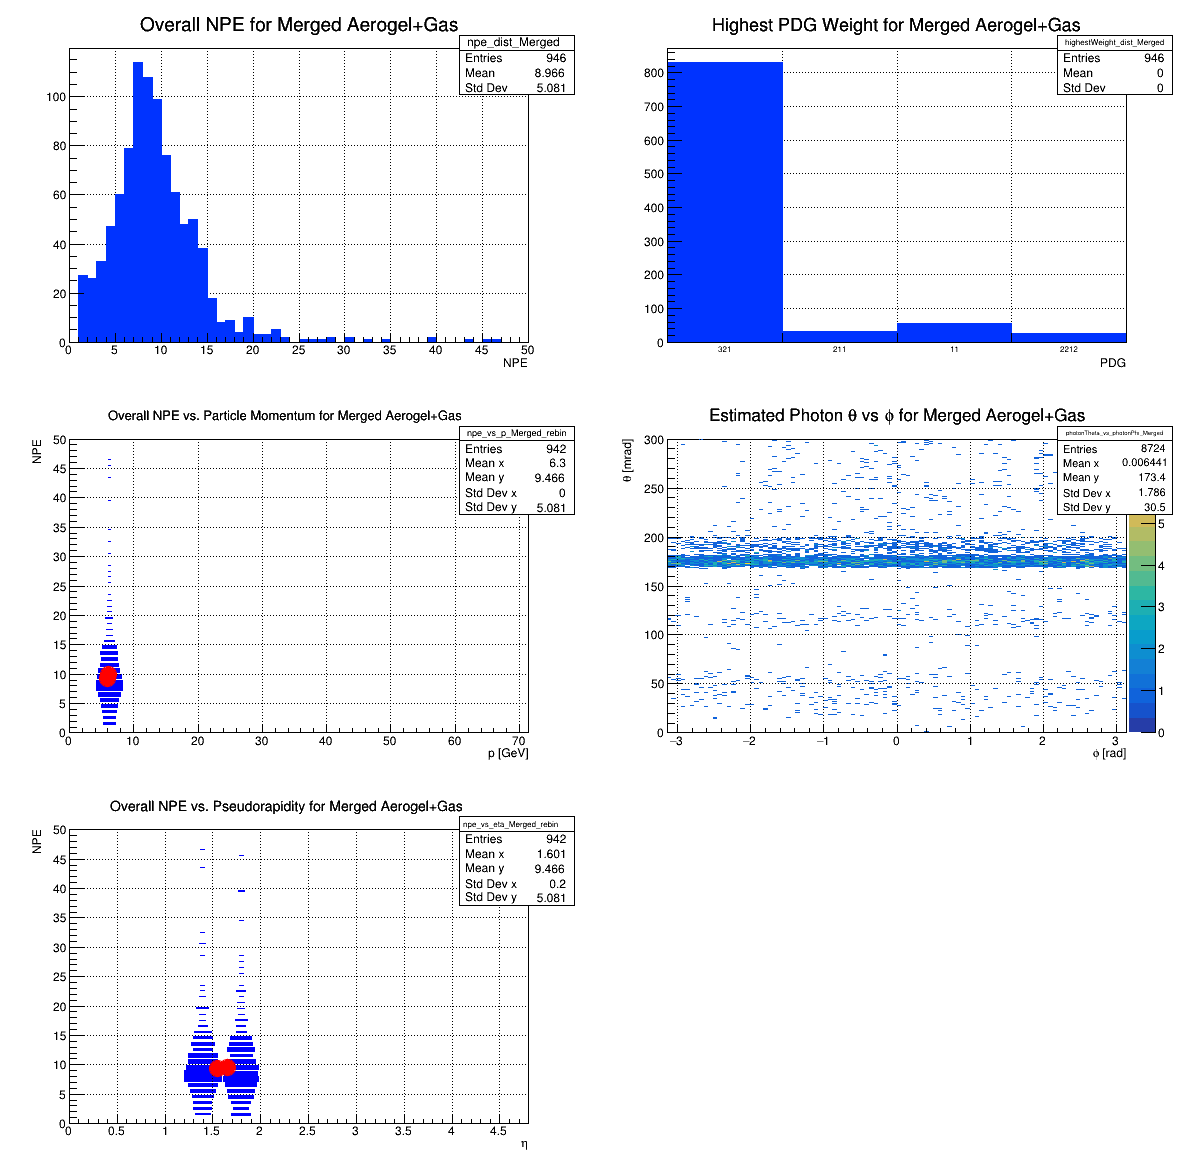 Overall NPE for Merged Aerogel+Gas
npe_dist_Merged
Entries 946
Mean 8.966
Std Dev 5.081
100
80
60
40
20
0
0 5 10 15 20 25 30 35 40 45 50
NPE
Highest PDG Weight for Merged Aerogel+Gas
highestWeight_dist_Merged
Entries 946
Mean 0
Std Dev 0
800
700
600
500
400
300
200
100
0
321 211 11 2212
PDG
Overall NPE vs. Particle Momentum for Merged Aerogel+Gas
npe_vs_p_Merged_rebin
Entries 942
Mean x 6.3
Mean y 9.466
Std Dev x 0
Std Dev y 5.081
NPE
50
45
40
35
30
25
20
15
10
5
0
0 10 20 30 40 50 60 70
p [GeV]
Estimated Photon θ vs ϕ for Merged Aerogel+Gas
photonTheta_vs_photonPhi_Merged
Entries 8724
Mean x 0.006441
Mean y 173.4
Std Dev x 1.786
Std Dev y 30.5
θ [mrad]
300
250
200
150
100
50
0
−3 −2 −1 0 1 2 3
ϕ [rad]
5
4
3
2
1
0
Overall NPE vs. Pseudorapidity for Merged Aerogel+Gas
npe_vs_eta_Merged_rebin
Entries 942
Mean x 1.601
Mean y 9.466
Std Dev x 0.2
Std Dev y 5.081
NPE
50
45
40
35
30
25
20
15
10
5
0
0 0.5 1 1.5 2 2.5 3 3.5 4 4.5
η